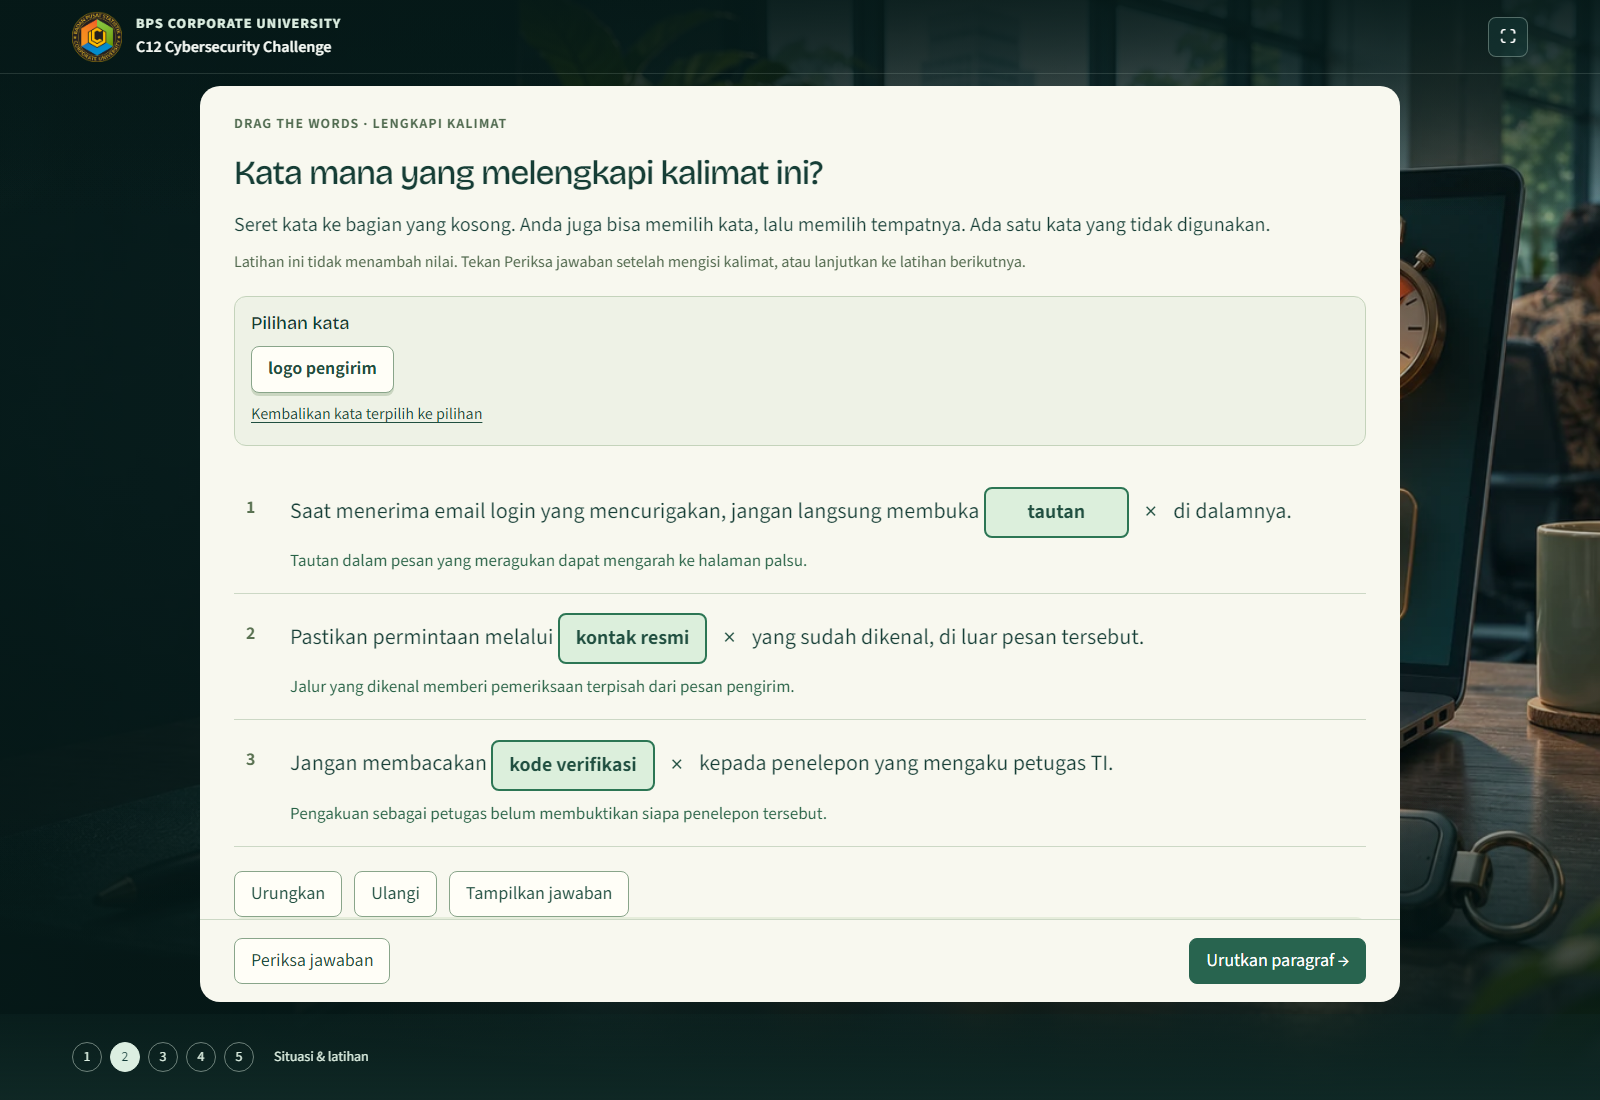 BPS CORPORATE UNIVERSITY
C12 Cybersecurity Challenge
DRAG THE WORDS · LENGKAPI KALIMAT
Kata mana yang melengkapi kalimat ini?
Seret kata ke bagian yang kosong. Anda juga bisa memilih kata, lalu memilih tempatnya. Ada satu kata yang tidak digunakan.
Latihan ini tidak menambah nilai. Tekan Periksa jawaban setelah mengisi kalimat, atau lanjutkan ke latihan berikutnya.
Pilihan kata
logo pengirim
Kembalikan kata terpilih ke pilihan
1 Saat menerima email login yang mencurigakan, jangan langsung membuka tautan × di dalamnya.
Tautan dalam pesan yang meragukan dapat mengarah ke halaman palsu.
2 Pastikan permintaan melalui kontak resmi × yang sudah dikenal, di luar pesan tersebut.
Jalur yang dikenal memberi pemeriksaan terpisah dari pesan pengirim.
3 Jangan membacakan kode verifikasi × kepada penelepon yang mengaku petugas TI.
Pengakuan sebagai petugas belum membuktikan siapa penelepon tersebut.
Urungkan Ulangi Tampilkan jawaban
Periksa jawaban Urutkan paragraf →
1 2 3 4 5 Situasi & latihan